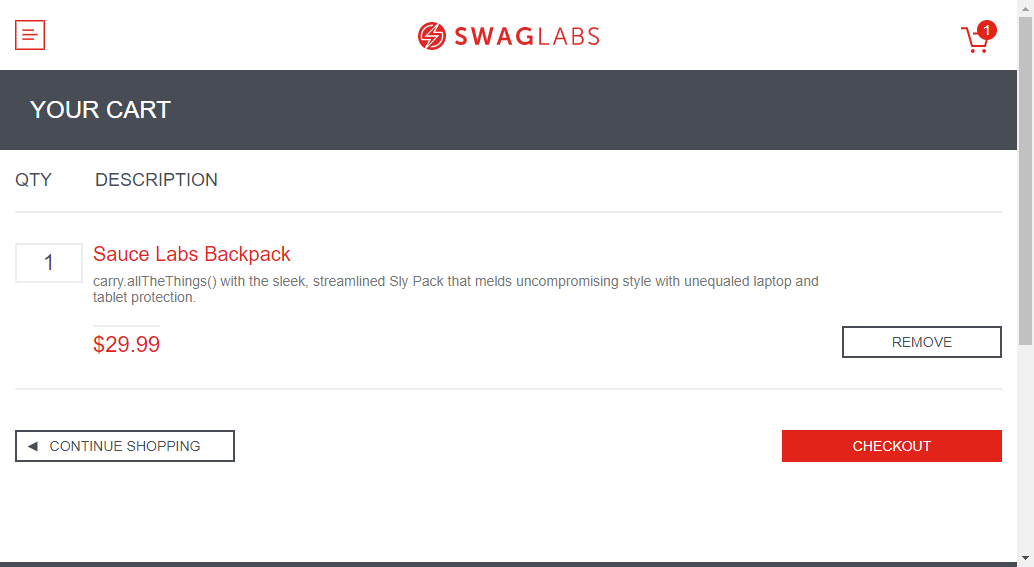 SWAGLABS
1
YOUR CART
QTY DESCRIPTION
1
Sauce Labs Backpack
carry.allTheThings() with the sleek, streamlined Sly Pack that melds uncompromising style with unequaled laptop and
tablet protection.
$29.99
REMOVE
CONTINUE SHOPPING
CHECKOUT